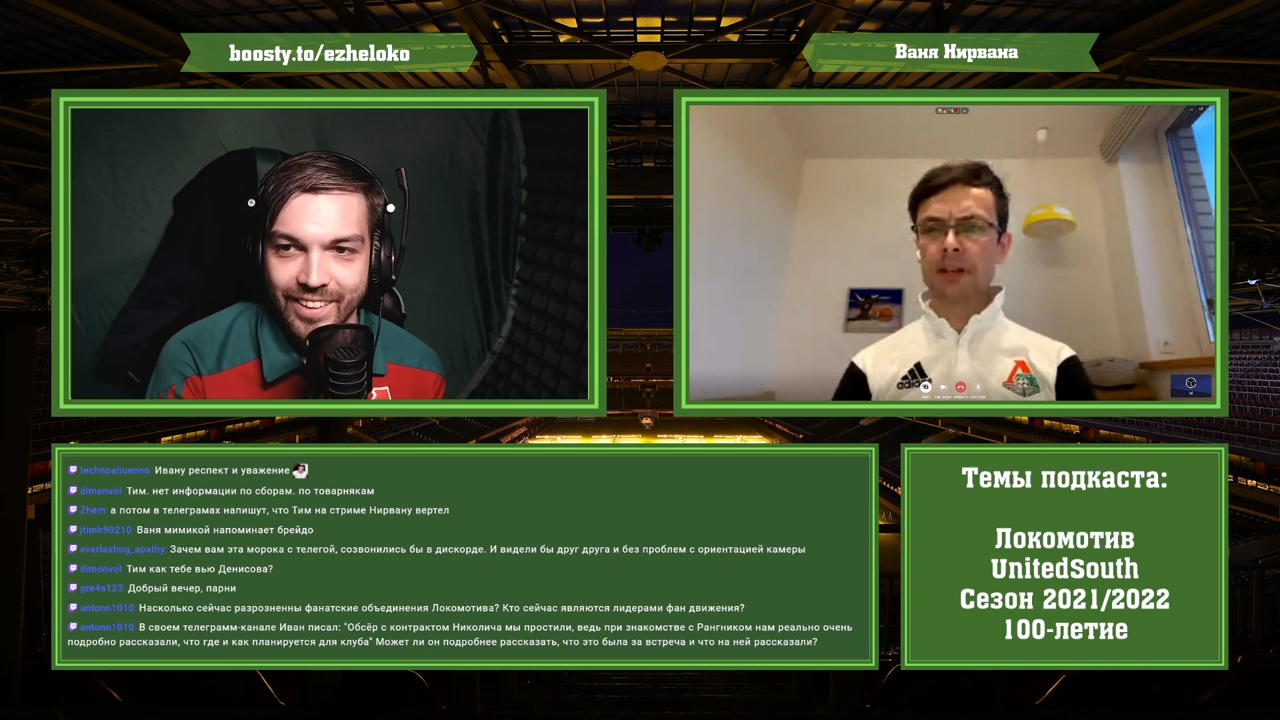 boosty.to/ezheloko
Ваня Нирвана
adidas
technoahuenno: Ивану респект и уважение
dimonvol: Тим. нет информации по сборам. по товарнякам
Zhem: а потом в телеграмах напишут, что Тим на стриме Нирвану вертел
jtimb90210: Ваня мимикой напоминает брейдо
everlasting_apathy: Зачем вам эта морока с телегой, созвонились бы в дискорде. И видели бы друг друга и без проблем с ориентацией камеры
dimonvol: Тим как тебе вью Денисова?
gre4a123: Добрый вечер, парни
antonn1010: Насколько сейчас разрозненны фанатские объединения Локомотива? Кто сейчас являются лидерами фан движения?
antonn1010: В своем телеграмм-канале Иван писал: "Обсёр с контрактом Николича мы простили, ведь при знакомстве с Рангником нам реально очень
подробно рассказали, что где и как планируется для клуба" Может ли он подробнее рассказать, что это была за встреча и что на ней рассказали?
Темы подкаста:
Локомотив
UnitedSouth
Сезон 2021/2022
100-летие